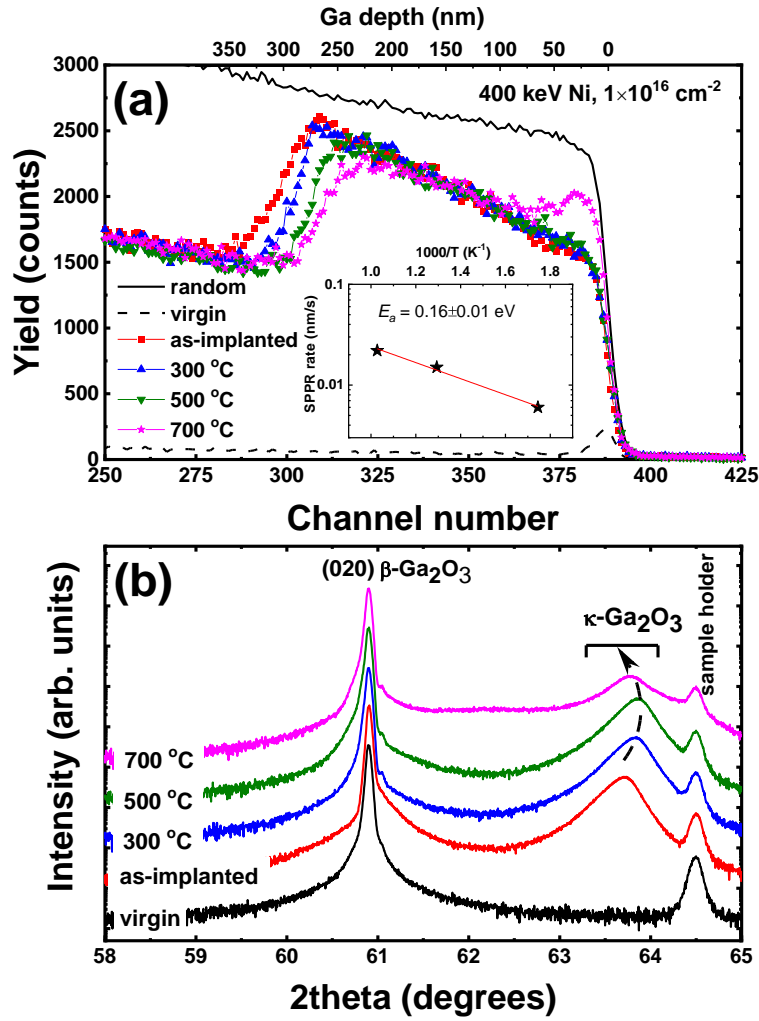 Ga depth (nm)
350 300 250 200 150 100 50 0
3000
2500
2000
1500
1000
500
0
Yield (counts)
(a)
400 keV Ni, 1×10¹⁶ cm⁻²
random
virgin
as-implanted
300 °C
500 °C
700 °C
1000/T (K⁻¹)
1.0 1.2 1.4 1.6 1.8
0.1
0.01
SPPR rate (nm/s)
Eₐ = 0.16±0.01 eV
250 275 300 325 350 375 400 425
Channel number
(b)
(020) β-Ga₂O₃
κ-Ga₂O₃
sample holder
Intensity (arb. units)
700 °C
500 °C
300 °C
as-implanted
virgin
58 59 60 61 62 63 64 65
2theta (degrees)